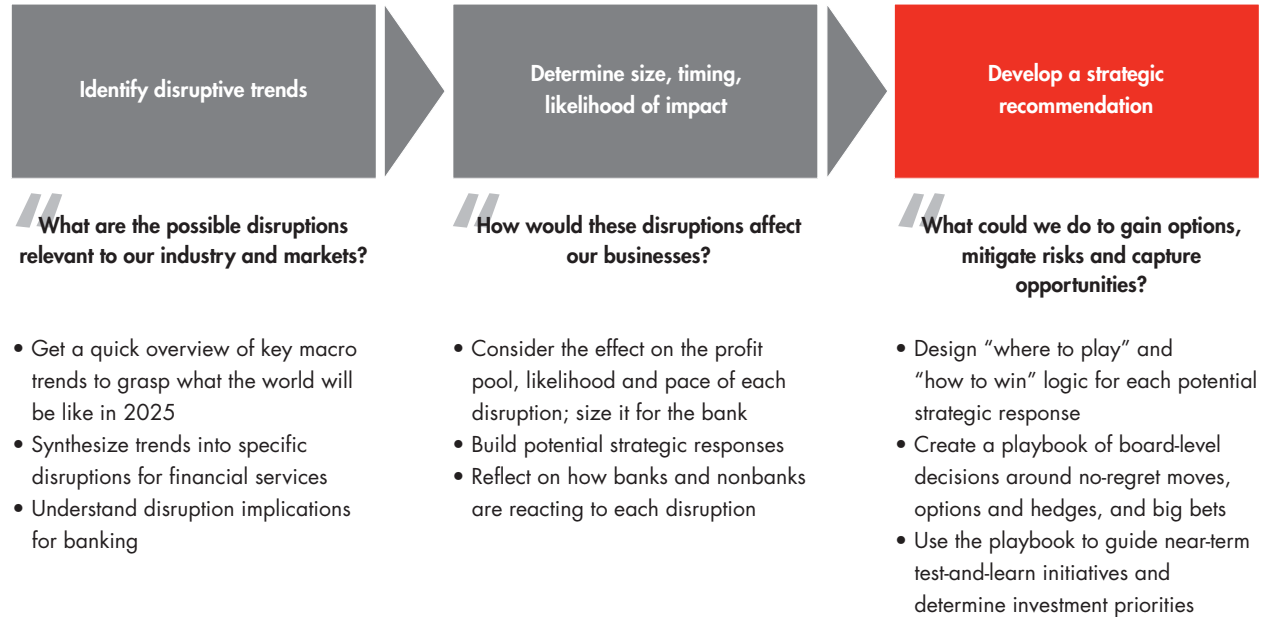 Identify disruptive trends
Determine size, timing,
likelihood of impact
Develop a strategic
recommendation
“What are the possible disruptions
relevant to our industry and markets?
• Get a quick overview of key macro
trends to grasp what the world will
be like in 2025
• Synthesize trends into specific
disruptions for financial services
• Understand disruption implications
for banking
“How would these disruptions affect
our businesses?
• Consider the effect on the profit
pool, likelihood and pace of each
disruption; size it for the bank
• Build potential strategic responses
• Reflect on how banks and nonbanks
are reacting to each disruption
“What could we do to gain options,
mitigate risks and capture
opportunities?
• Design “where to play” and
“how to win” logic for each potential
strategic response
• Create a playbook of board-level
decisions around no-regret moves,
options and hedges, and big bets
• Use the playbook to guide near-term
test-and-learn initiatives and
determine investment priorities